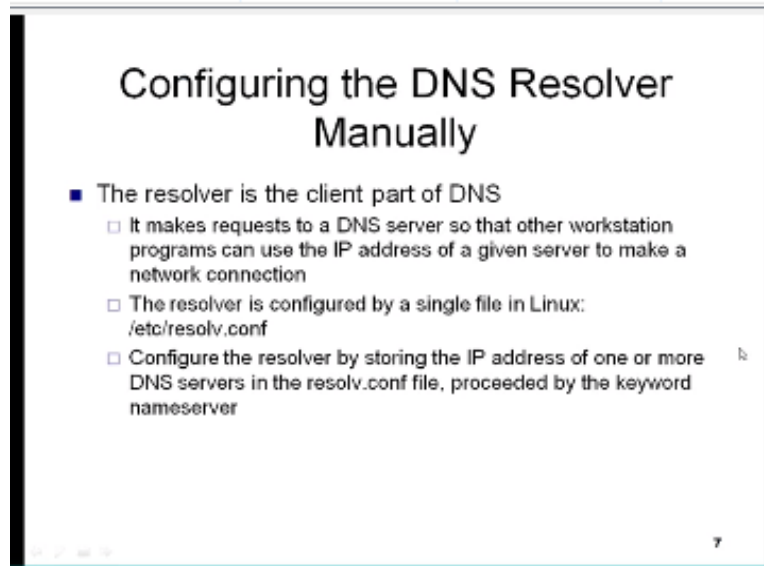 Configuring the DNS Resolver
Manually
The resolver is the client part of DNS
It makes requests to a DNS server so that other workstation
programs can use the IP address of a given server to make a
network connection
The resolver is configured by a single file in Linux:
/etc/resolv.conf
Configure the resolver by storing the IP address of one or more
DNS servers in the resolv.conf file, proceeded by the keyword
nameserver
7